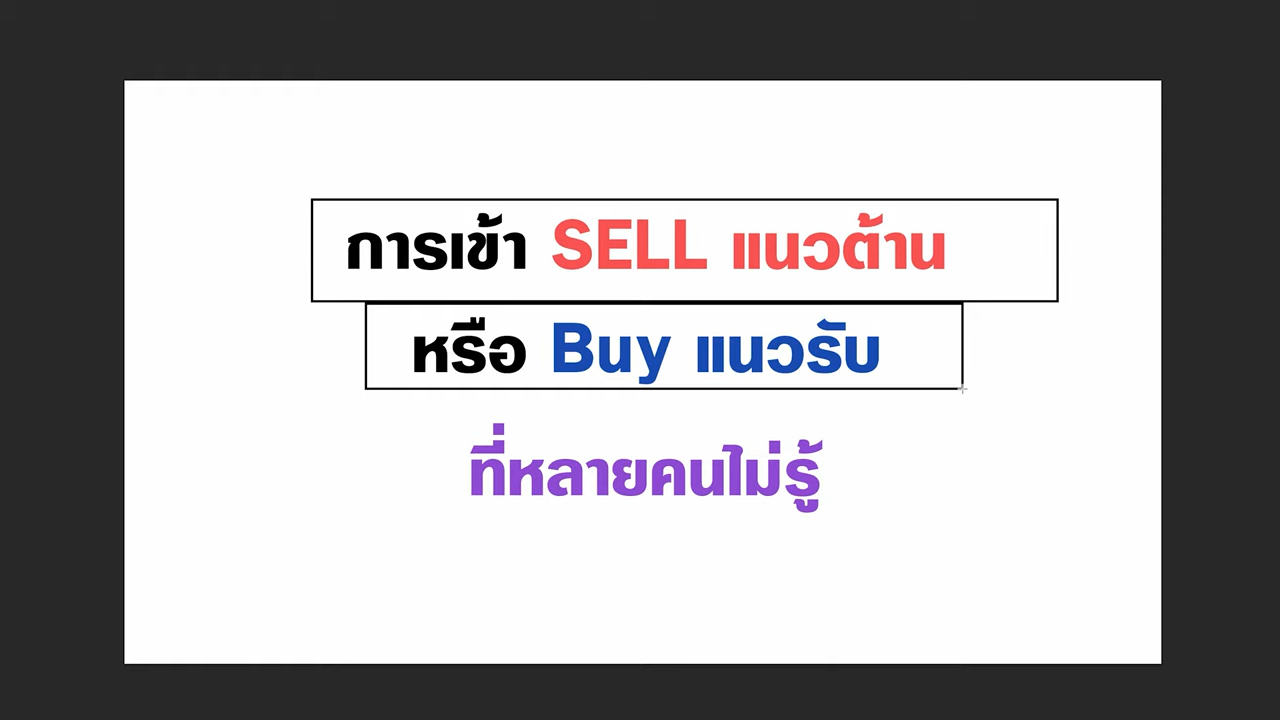 การเข้า SELL แนวต้าน
หรือ Buy แนวรับ
ที่หลายคนไม่รู้